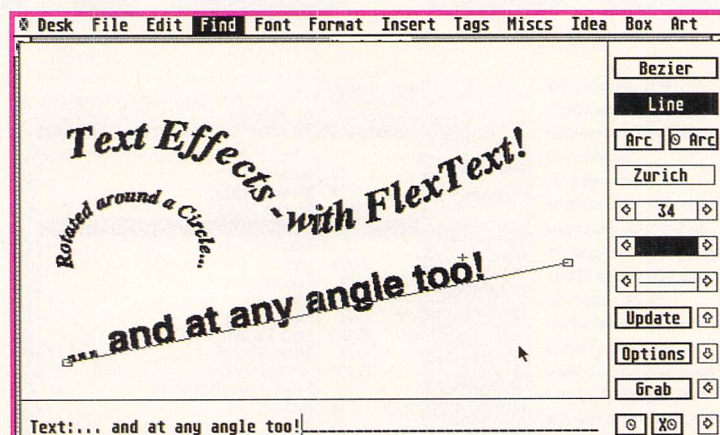 Desk File Edit Find Font Format Insert Tags Miscs Idea Box Art
Bezier
Line
Arc Arc
Zurich
34
Update
Options
Grab
X
Text Effects - with FlexText!
Rotated around a Circle...
... and at any angle too!
Text:... and at any angle too!